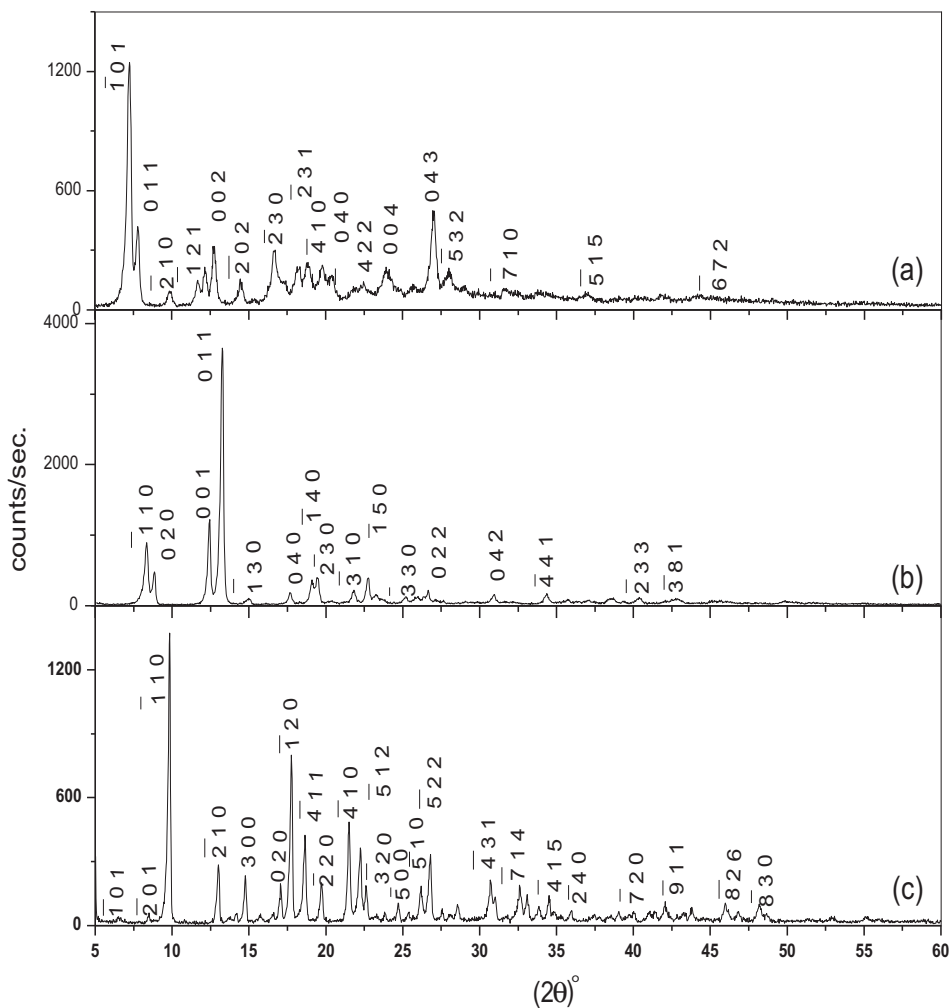 1200
600
0
1̄ 0 1
0 1 1
2̄ 1 0
1̄ 2 1
0 0 2
2̄ 0 2
2̄ 3 0
2̄ 3 1
4̄ 1 0
0 4 0
4̄ 2 2
0 0 4
0 4 3
5̄ 3 2
7̄ 1 0
5̄ 1 5
6̄ 7 2
(a)
4000
2000
0
counts/sec.
1̄ 1 0
0 2 0
0 0 1
0 1 1
1̄ 3 0
0 4 0
1̄ 4 0
2̄ 3 0
3̄ 1 0
1̄ 5 0
3̄ 3 0
0 2 2
0 4 2
4̄ 4 1
2̄ 3 3
3̄ 8 1
(b)
1200
600
0
1̄ 0 1
2̄ 0 1
1̄ 1 0
2̄ 1 0
3 0 0
0 2 0
1̄ 2 0
4̄ 1 1
2̄ 2 0
4̄ 1 0
5̄ 1 2
3̄ 2 0
5̄ 0 0
5̄ 1 0
5̄ 2 2
4̄ 3 1
7̄ 1 4
4̄ 1 5
2̄ 4 0
7̄ 2 0
9̄ 1 1
8̄ 2 6
8̄ 3 0
(c)
5 10 15 20 25 30 35 40 45 50 55 60
(2θ)°